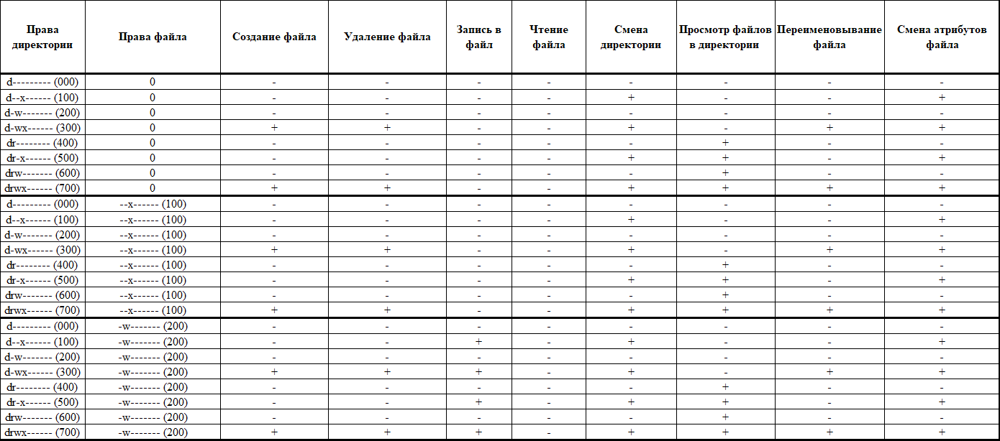 Права директории | Права файла | Создание файла | Удаление файла | Запись в файл | Чтение файла | Смена директории | Просмотр файлов в директории | Переименовывание файла | Смена атрибутов файла
d--------- (000) | 0 | - | - | - | - | - | - | - | -
d--x------ (100) | 0 | - | - | - | - | + | - | - | +
d-w------- (200) | 0 | - | - | - | - | - | - | - | -
d-wx------ (300) | 0 | + | + | - | - | + | - | + | +
dr-------- (400) | 0 | - | - | - | - | - | + | - | -
dr-x------ (500) | 0 | - | - | - | - | + | + | - | +
drw------- (600) | 0 | - | - | - | - | - | + | - | -
drwx------ (700) | 0 | + | + | - | - | + | + | + | +
d--------- (000) | --x------ (100) | - | - | - | - | - | - | - | -
d--x------ (100) | --x------ (100) | - | - | - | - | + | - | - | +
d-w------- (200) | --x------ (100) | - | - | - | - | - | - | - | -
d-wx------ (300) | --x------ (100) | + | + | - | - | + | - | + | +
dr-------- (400) | --x------ (100) | - | - | - | - | - | + | - | -
dr-x------ (500) | --x------ (100) | - | - | - | - | + | + | - | +
drw------- (600) | --x------ (100) | - | - | - | - | - | + | - | -
drwx------ (700) | --x------ (100) | + | + | - | - | + | + | + | +
d--------- (000) | -w------- (200) | - | - | - | - | - | - | - | -
d--x------ (100) | -w------- (200) | - | - | + | - | + | - | - | +
d-w------- (200) | -w------- (200) | - | - | - | - | - | - | - | -
d-wx------ (300) | -w------- (200) | + | + | + | - | + | - | + | +
dr-------- (400) | -w------- (200) | - | - | - | - | - | + | - | -
dr-x------ (500) | -w------- (200) | - | - | + | - | + | + | - | +
drw------- (600) | -w------- (200) | - | - | - | - | - | + | - | -
drwx------ (700) | -w------- (200) | + | + | + | - | + | + | + | +